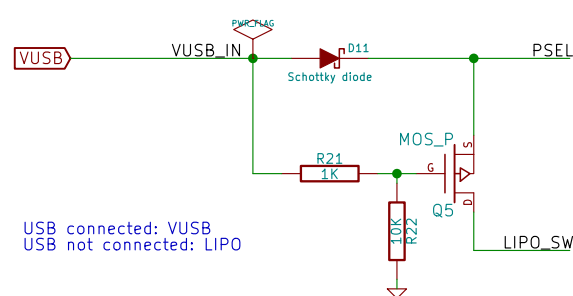 PWR_FLAG
VUSB
VUSB_IN
D11
Schottky diode
PSEL
MOS_P
S
R21
1K
G
D
Q5
10K
R22
LIPO_SW
USB connected: VUSB
USB not connected: LIPO